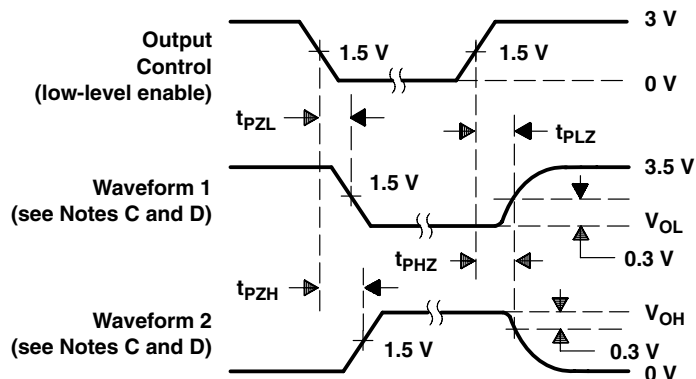 Output
Control
(low-level enable)
3 V
1.5 V
1.5 V
0 V
tPZL
tPLZ
Waveform 1
(see Notes C and D)
3.5 V
1.5 V
VOL
0.3 V
tPHZ
tPZH
Waveform 2
(see Notes C and D)
VOH
1.5 V
0.3 V
0 V